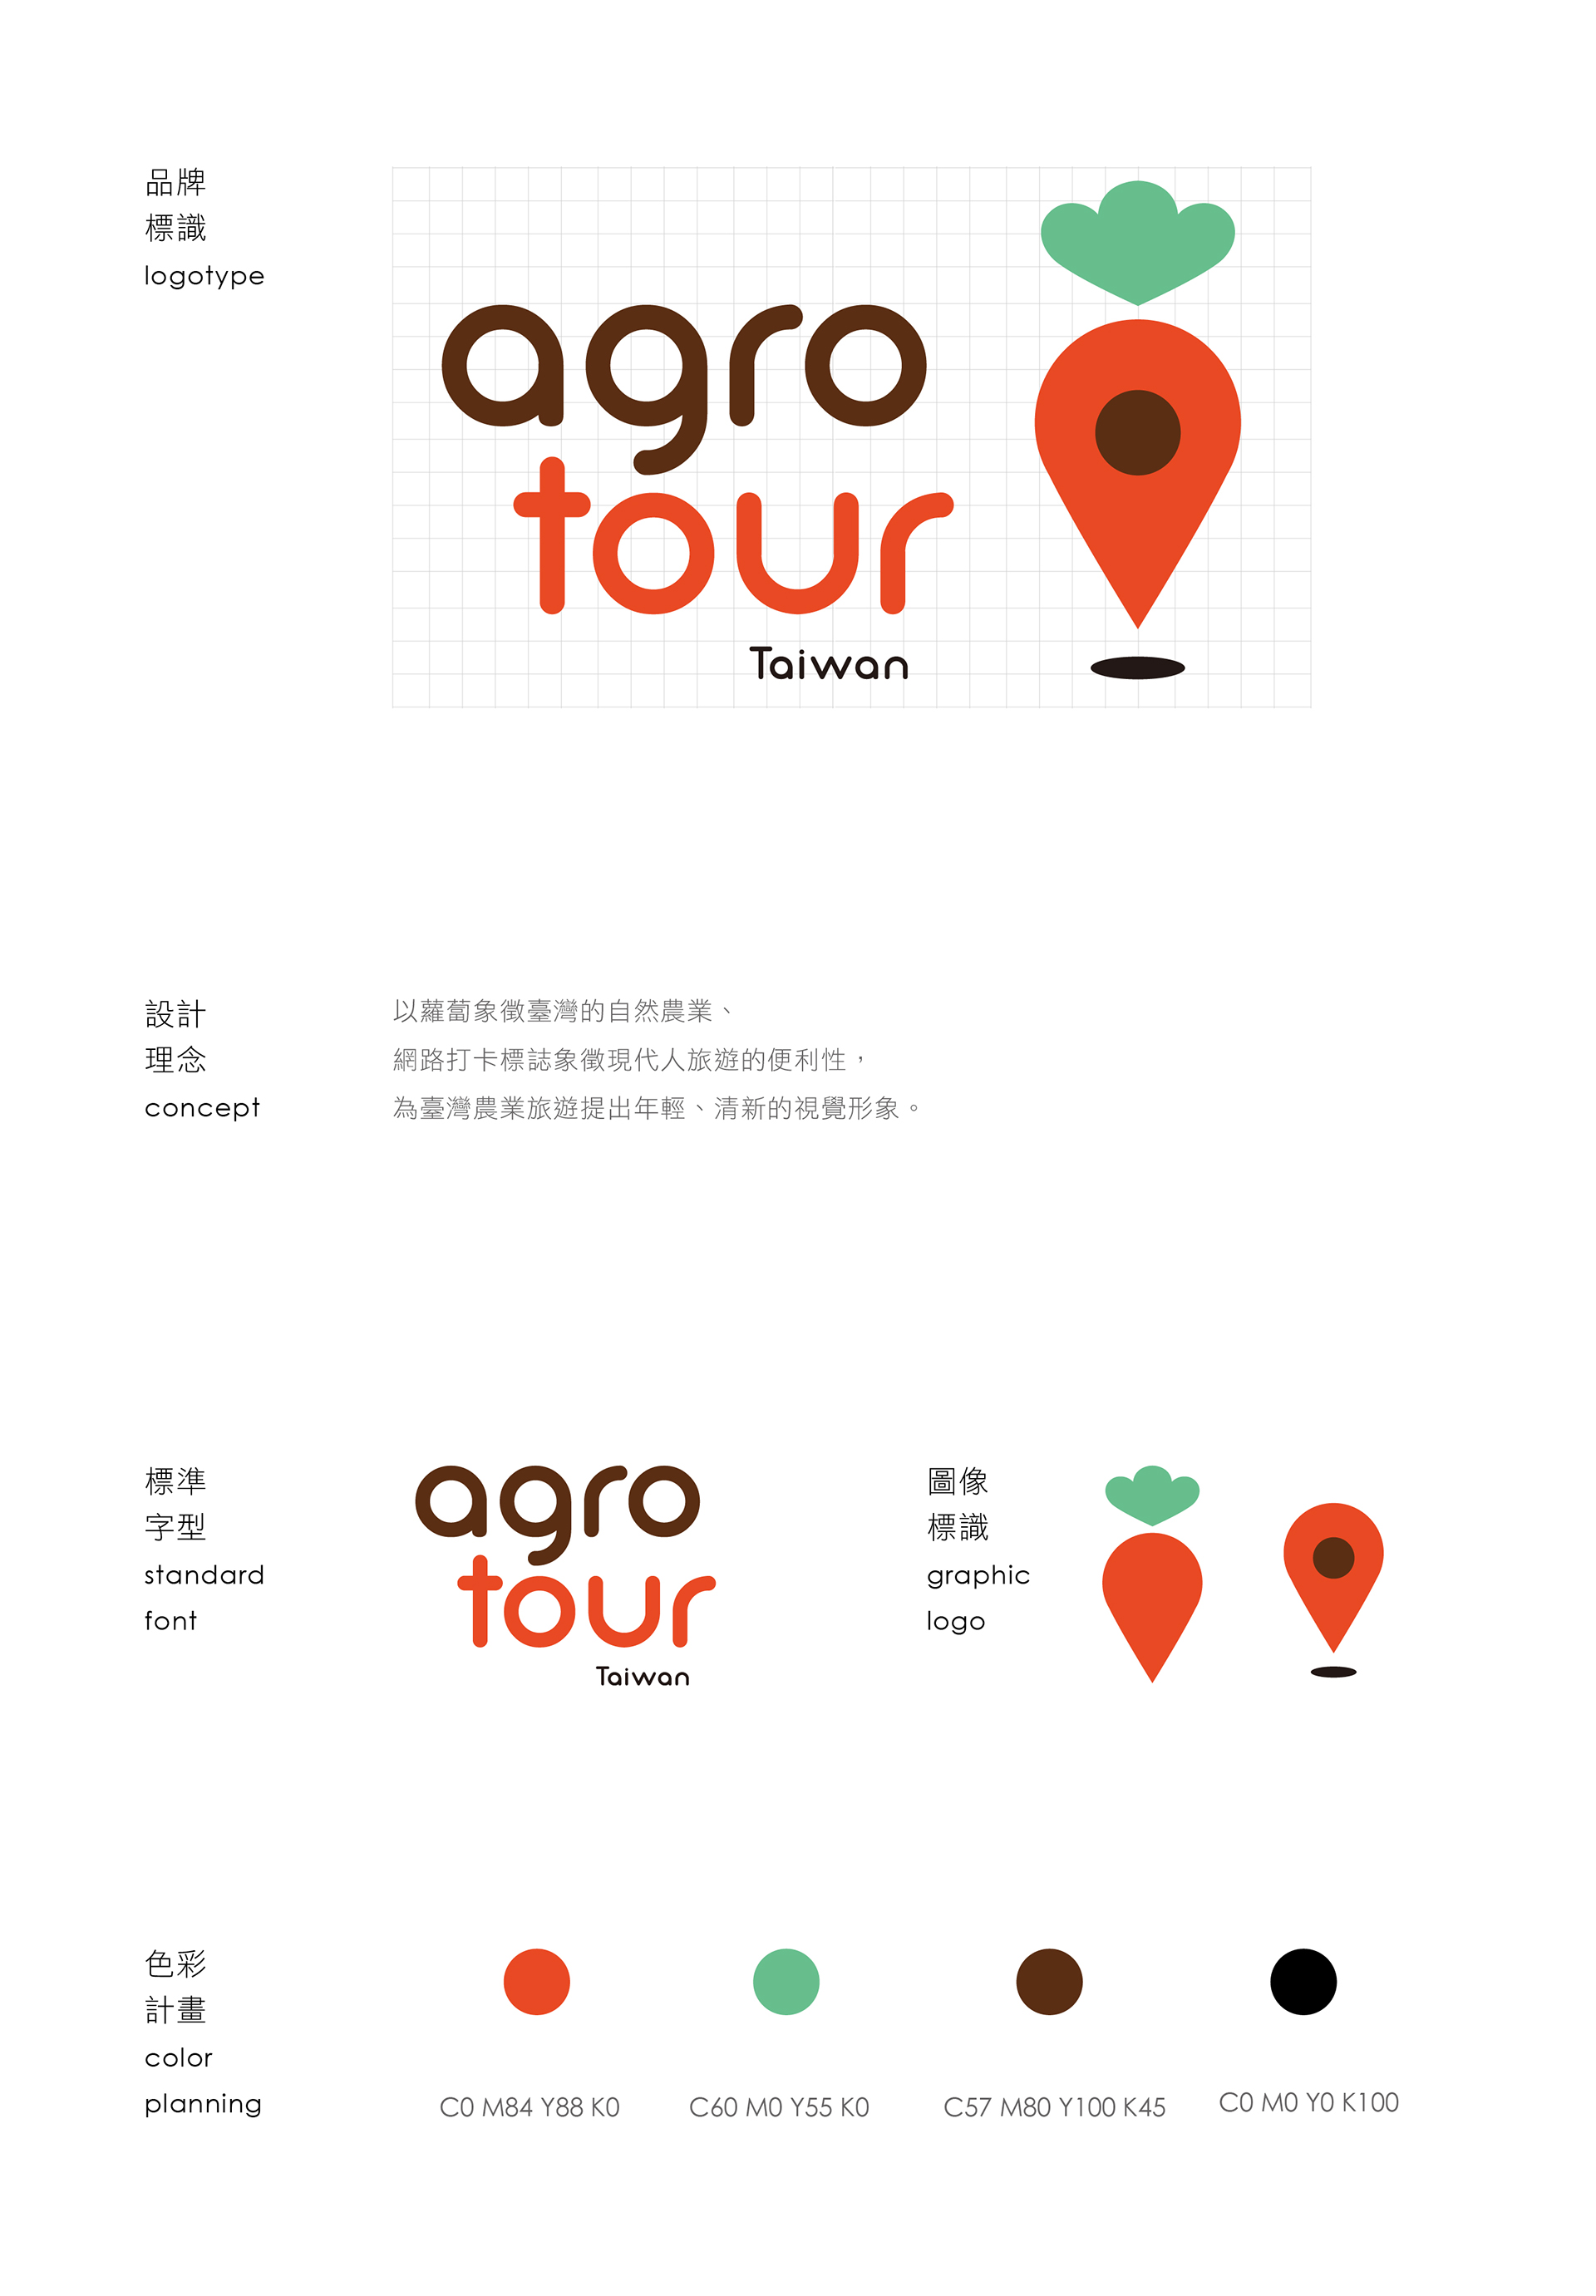 品牌
標識
logotype
agro
tour
Taiwan
設計
理念
concept
以蘿蔔象徵臺灣的自然農業、
網路打卡標誌象徵現代人旅遊的便利性，
為臺灣農業旅遊提出年輕、清新的視覺形象。
標準
字型
standard
font
agro
tour
Taiwan
圖像
標識
graphic
logo
色彩
計畫
color
planning
C0 M84 Y88 K0
C60 M0 Y55 K0
C57 M80 Y100 K45
C0 M0 Y0 K100